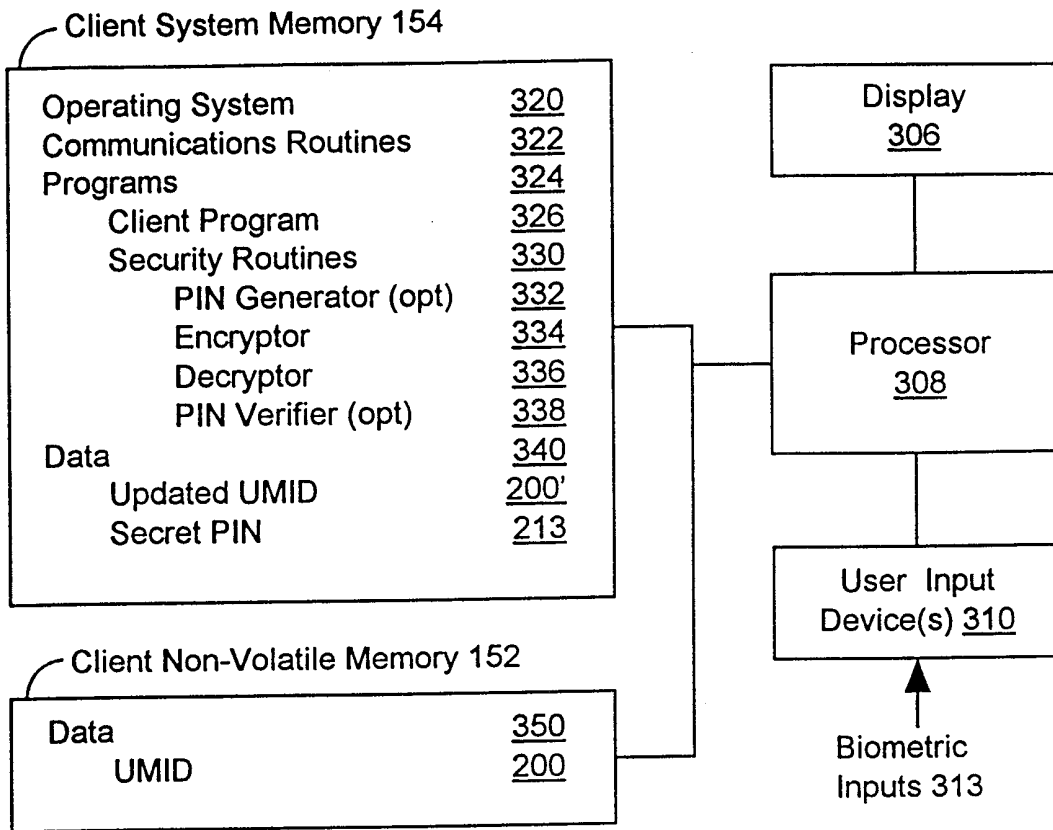 Client System Memory 154
Operating System 320
Communications Routines 322
Programs 324
Client Program 326
Security Routines 330
PIN Generator (opt) 332
Encryptor 334
Decryptor 336
PIN Verifier (opt) 338
Data 340
Updated UMID 200'
Secret PIN 213
Client Non-Volatile Memory 152
Data 350
UMID 200
Display
306
Processor
308
User Input
Device(s) 310
Biometric
Inputs 313